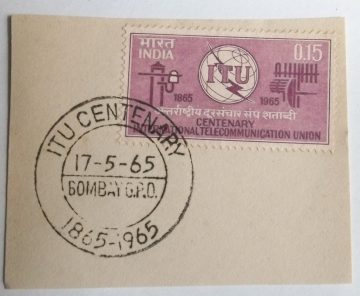 भारत
INDIA
0.15
ITU
1865
1965
अन्तर्राष्ट्रीय दूरसंचार संघ शताब्दी
CENTENARY
INTERNATIONAL TELECOMMUNICATION UNION
ITU CENTENARY
17-5-65
BOMBAY G.P.O.
1865-1965